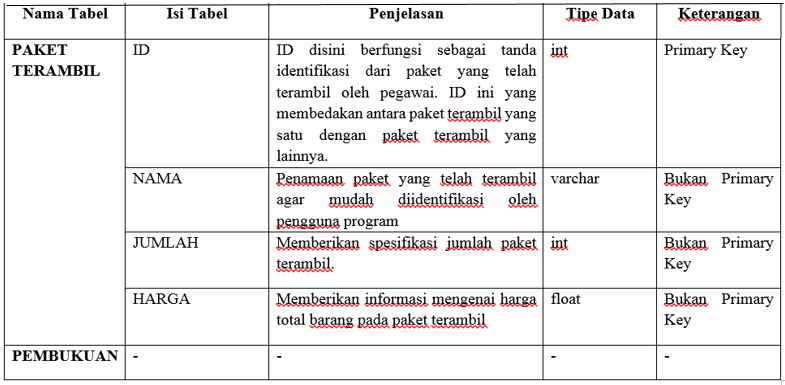 Nama Tabel Isi Tabel Penjelasan Tipe Data Keterangan
PAKET TERAMBIL
ID
ID disini berfungsi sebagai tanda
identifikasi dari paket yang telah
terambil oleh pegawai. ID ini yang
membedakan antara paket terambil yang
satu dengan paket terambil yang
lainnya.
int
Primary Key
NAMA
Penamaan paket yang telah terambil
agar mudah diidentifikasi oleh
pengguna program
varchar
Bukan Primary
Key
JUMLAH
Memberikan spesifikasi jumlah paket
terambil.
int
Bukan Primary
Key
HARGA
Memberikan informasi mengenai harga
total barang pada paket terambil
float
Bukan Primary
Key
PEMBUKUAN - - - -